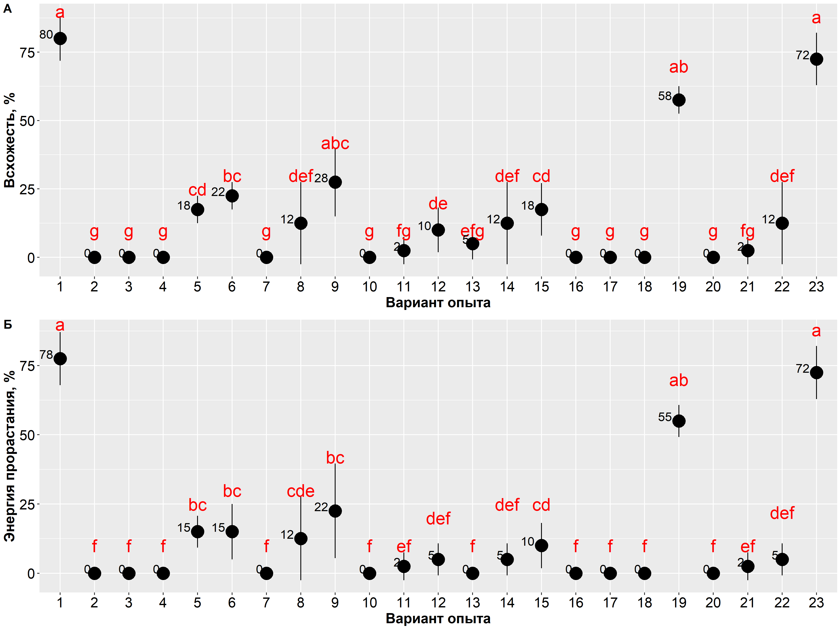 А
Всхожесть, %
75
50
25
0
a
80
g
0
g
0
g
0
cd
18
bc
22
g
0
def
12
abc
28
g
0
fg
2
de
10
efg
5
def
12
cd
18
g
0
g
0
g
0
ab
58
g
0
fg
2
def
12
a
72
1 2 3 4 5 6 7 8 9 10 11 12 13 14 15 16 17 18 19 20 21 22 23
Вариант опыта
Б
Энергия прорастания, %
75
50
25
0
a
78
f
0
f
0
f
0
bc
15
bc
15
f
0
cde
12
bc
22
f
0
ef
2
def
5
f
0
def
5
cd
10
f
0
f
0
f
0
ab
55
f
0
ef
2
def
5
a
72
1 2 3 4 5 6 7 8 9 10 11 12 13 14 15 16 17 18 19 20 21 22 23
Вариант опыта